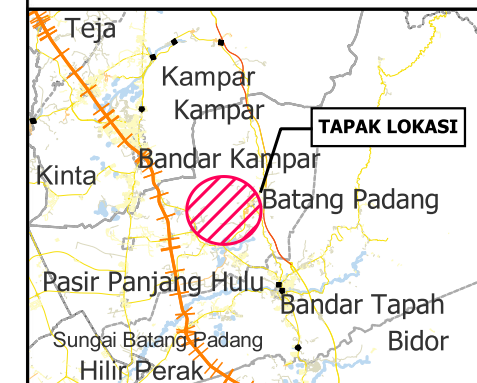 Teja
Kampar
Kampar
TAPAK LOKASI
Bandar Kampar
Kinta
Batang Padang
Pasir Panjang Hulu
Bandar Tapah
Sungai Batang Padang
Bidor
Hilir Perak